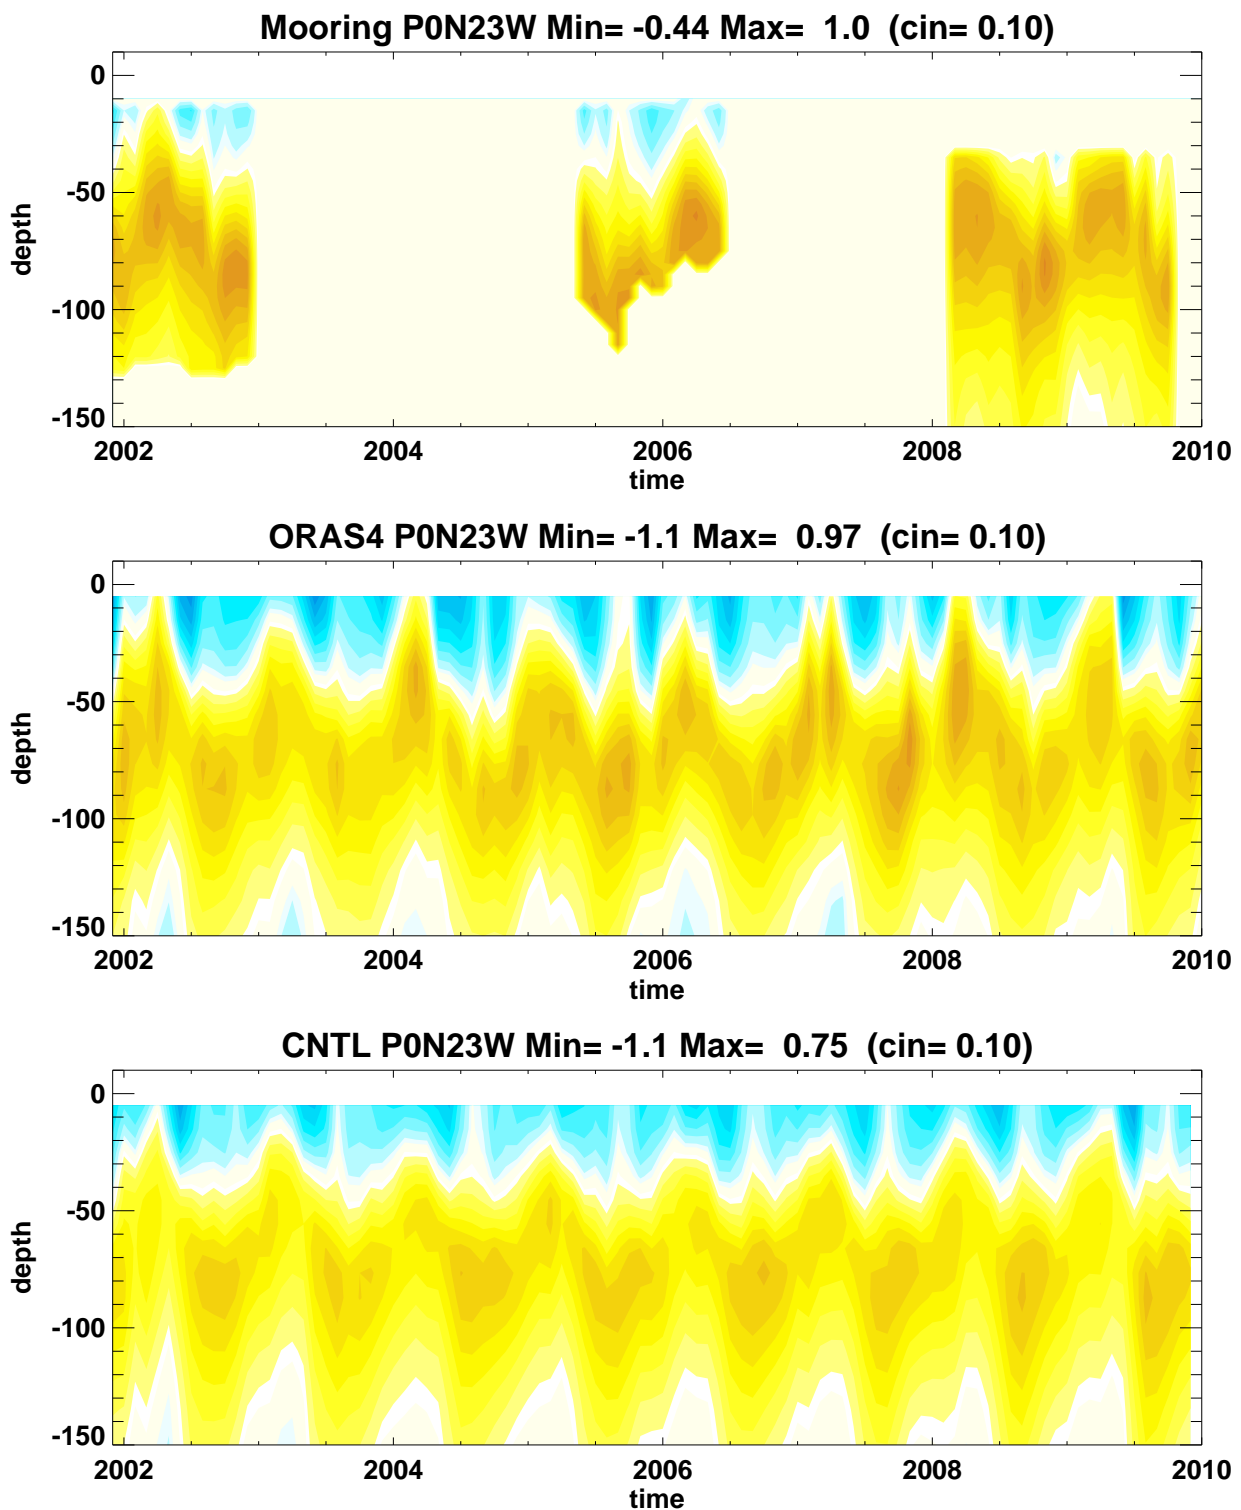 Mooring P0N23W Min= -0.44 Max=  1.0  (cin= 0.10)
0
-50
-100
-150
depth
2002 2004 2006 2008 2010
time
ORAS4 P0N23W Min= -1.1 Max=  0.97  (cin= 0.10)
0
-50
-100
-150
depth
2002 2004 2006 2008 2010
time
CNTL P0N23W Min= -1.1 Max=  0.75  (cin= 0.10)
0
-50
-100
-150
depth
2002 2004 2006 2008 2010
time